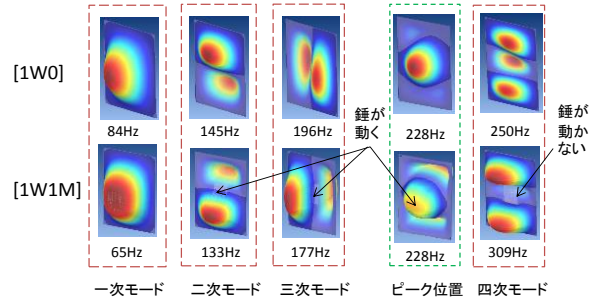 [1W0]
84Hz
145Hz
196Hz
228Hz
250Hz
錘が
動く
錘が
動か
ない
[1W1M]
65Hz
133Hz
177Hz
228Hz
309Hz
一次モード
二次モード
三次モード
ピーク位置
四次モード